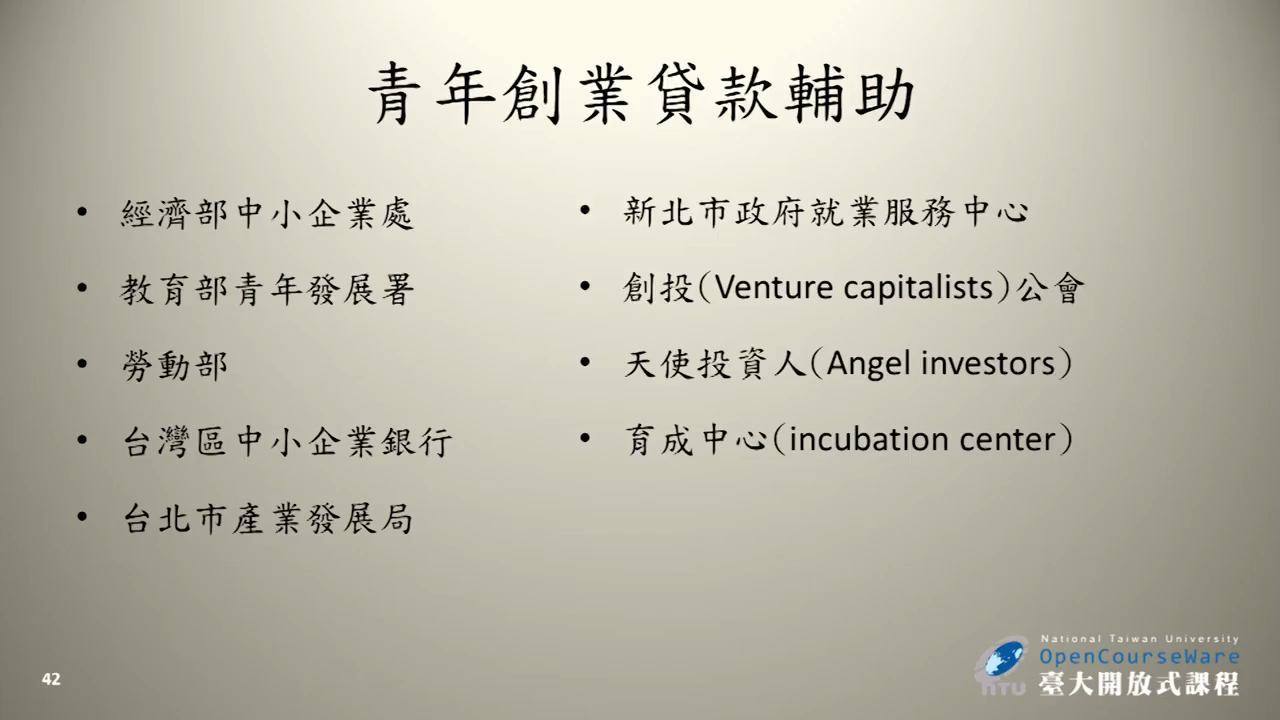 青年創業貸款輔助
• 經濟部中小企業處
• 教育部青年發展署
• 勞動部
• 台灣區中小企業銀行
• 台北市產業發展局
• 新北市政府就業服務中心
• 創投(Venture capitalists)公會
• 天使投資人(Angel investors)
• 育成中心(incubation center)
42
National Taiwan University
OpenCourseWare
臺大開放式課程
NTU